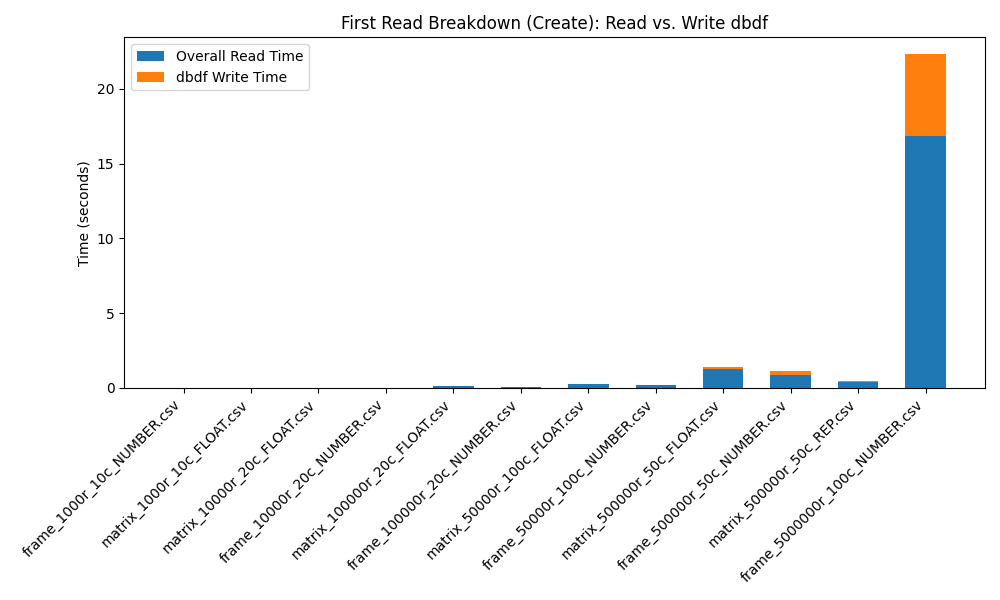 First Read Breakdown (Create): Read vs. Write dbdf
Overall Read Time
dbdf Write Time
Time (seconds)
20
15
10
5
0
frame_1000r_10c_NUMBER.csv
matrix_1000r_10c_FLOAT.csv
matrix_10000r_20c_FLOAT.csv
frame_10000r_20c_NUMBER.csv
matrix_100000r_20c_FLOAT.csv
frame_100000r_20c_NUMBER.csv
matrix_50000r_100c_FLOAT.csv
frame_50000r_100c_NUMBER.csv
matrix_500000r_50c_FLOAT.csv
frame_500000r_50c_NUMBER.csv
matrix_500000r_50c_REP.csv
frame_5000000r_100c_NUMBER.csv